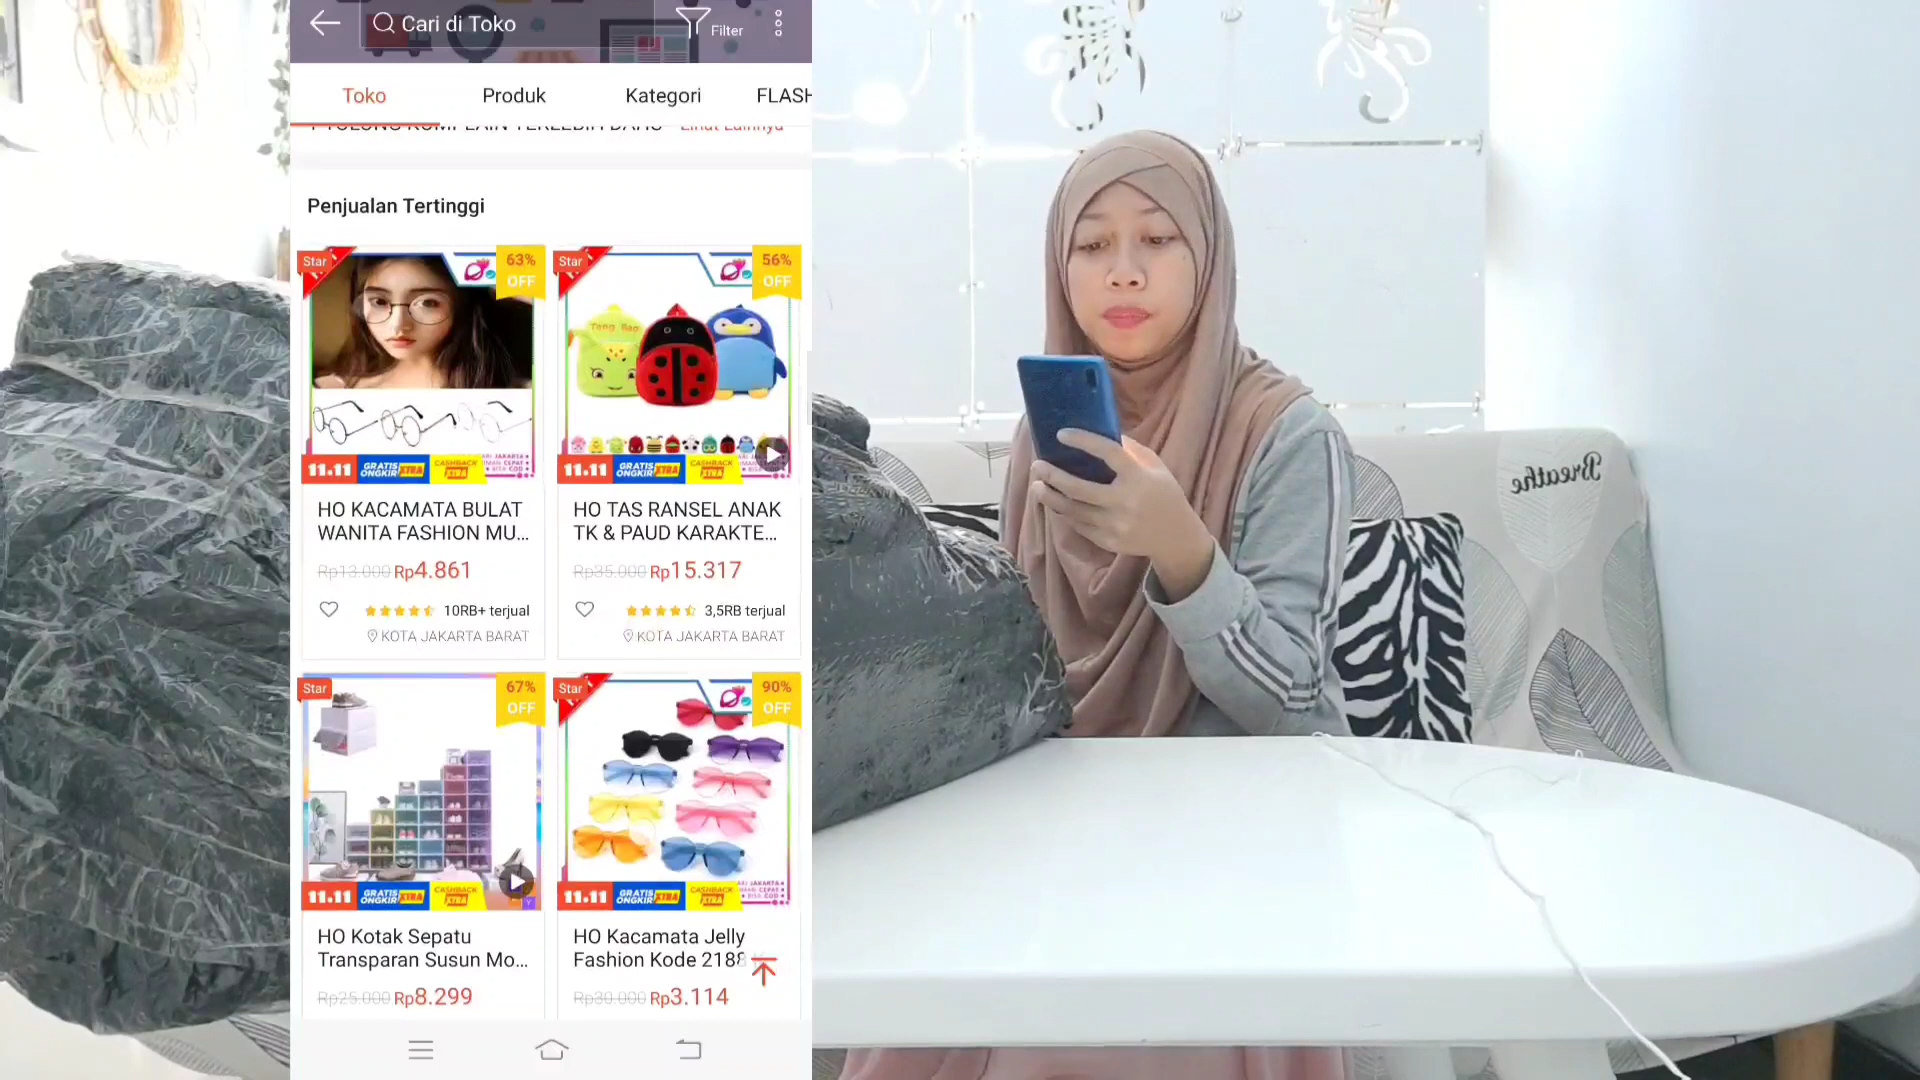 Cari di Toko
Filter
Toko
Produk
Kategori
FLASH
Lihat Lainnya
Penjualan Tertinggi
Star
63%
OFF
11.11
GRATIS
ONGKIR
XTRA
CASHBACK
XTRA
HO KACAMATA BULAT
WANITA FASHION MU...
Rp13.000 Rp4.861
10RB+ terjual
KOTA JAKARTA BARAT
Star
56%
OFF
11.11
GRATIS
ONGKIR
XTRA
CASHBACK
XTRA
HO TAS RANSEL ANAK
TK & PAUD KARAKTE...
Rp35.000 Rp15.317
3,5RB terjual
KOTA JAKARTA BARAT
Star
67%
OFF
11.11
GRATIS
ONGKIR
XTRA
CASHBACK
XTRA
HO Kotak Sepatu
Transparan Susun Mo...
Rp25.000 Rp8.299
Star
90%
OFF
11.11
GRATIS
ONGKIR
XTRA
CASHBACK
XTRA
HO Kacamata Jelly
Fashion Kode 2188
Rp30.000 Rp3.114
Breathe